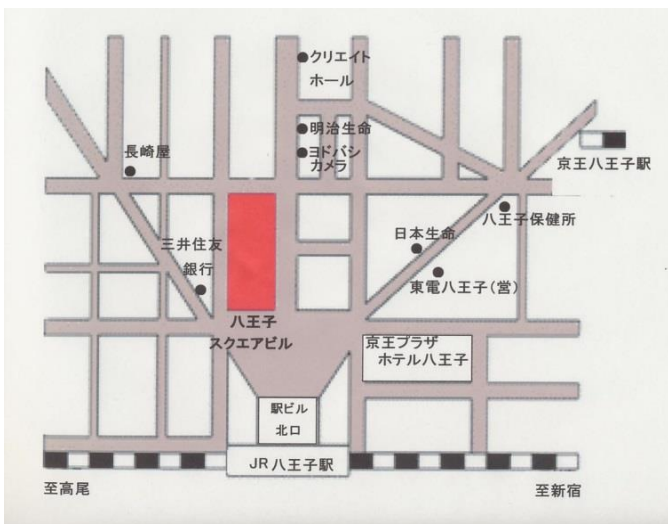 クリエイト
ホール
明治生命
ヨドバシ
カメラ
長崎屋
京王八王子駅
八王子保健所
三井住友
銀行
日本生命
東電八王子(営)
八王子
スクエアビル
京王プラザ
ホテル八王子
駅ビル
北口
JR八王子駅
至高尾
至新宿